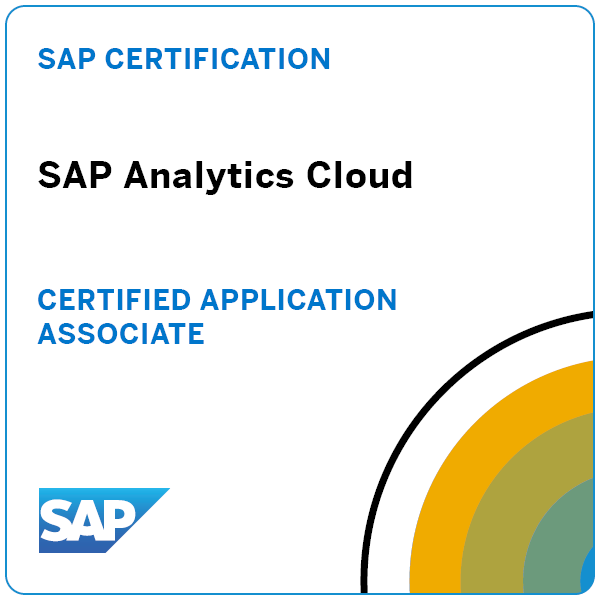 SAP CERTIFICATION
SAP Analytics Cloud
CERTIFIED APPLICATION
ASSOCIATE
SAP